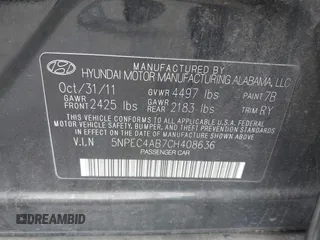 MANUFACTURED BY
HYUNDAI MOTOR MANUFACTURING ALABAMA, LLC
Oct/31/11 GVWR 4497 lbs PAINT 7B
GAWR FRONT 2425 lbs GAWR REAR 2183 lbs TRIM RY
THIS VEHICLE CONFORMS TO ALL APPLICABLE
FEDERAL MOTOR VEHICLE SAFETY, BUMPER, AND
THEFT PREVENTION STANDARDS IN EFFECT ON
THE DATE OF MANUFACTURE SHOWN ABOVE.
V.I.N 5NPEC4AB7CH408636
PASSENGER CAR
DREAMBID.COM